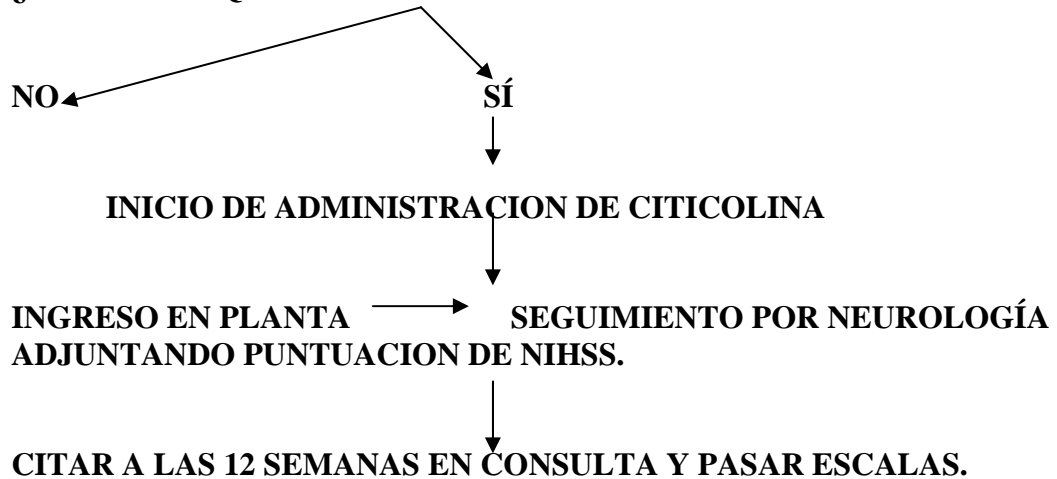 NO SÍ
INICIO DE ADMINISTRACION DE CITICOLINA
INGRESO EN PLANTA SEGUIMIENTO POR NEUROLOGÍA
ADJUNTANDO PUNTUACION DE NIHSS.
CITAR A LAS 12 SEMANAS EN CONSULTA Y PASAR ESCALAS.